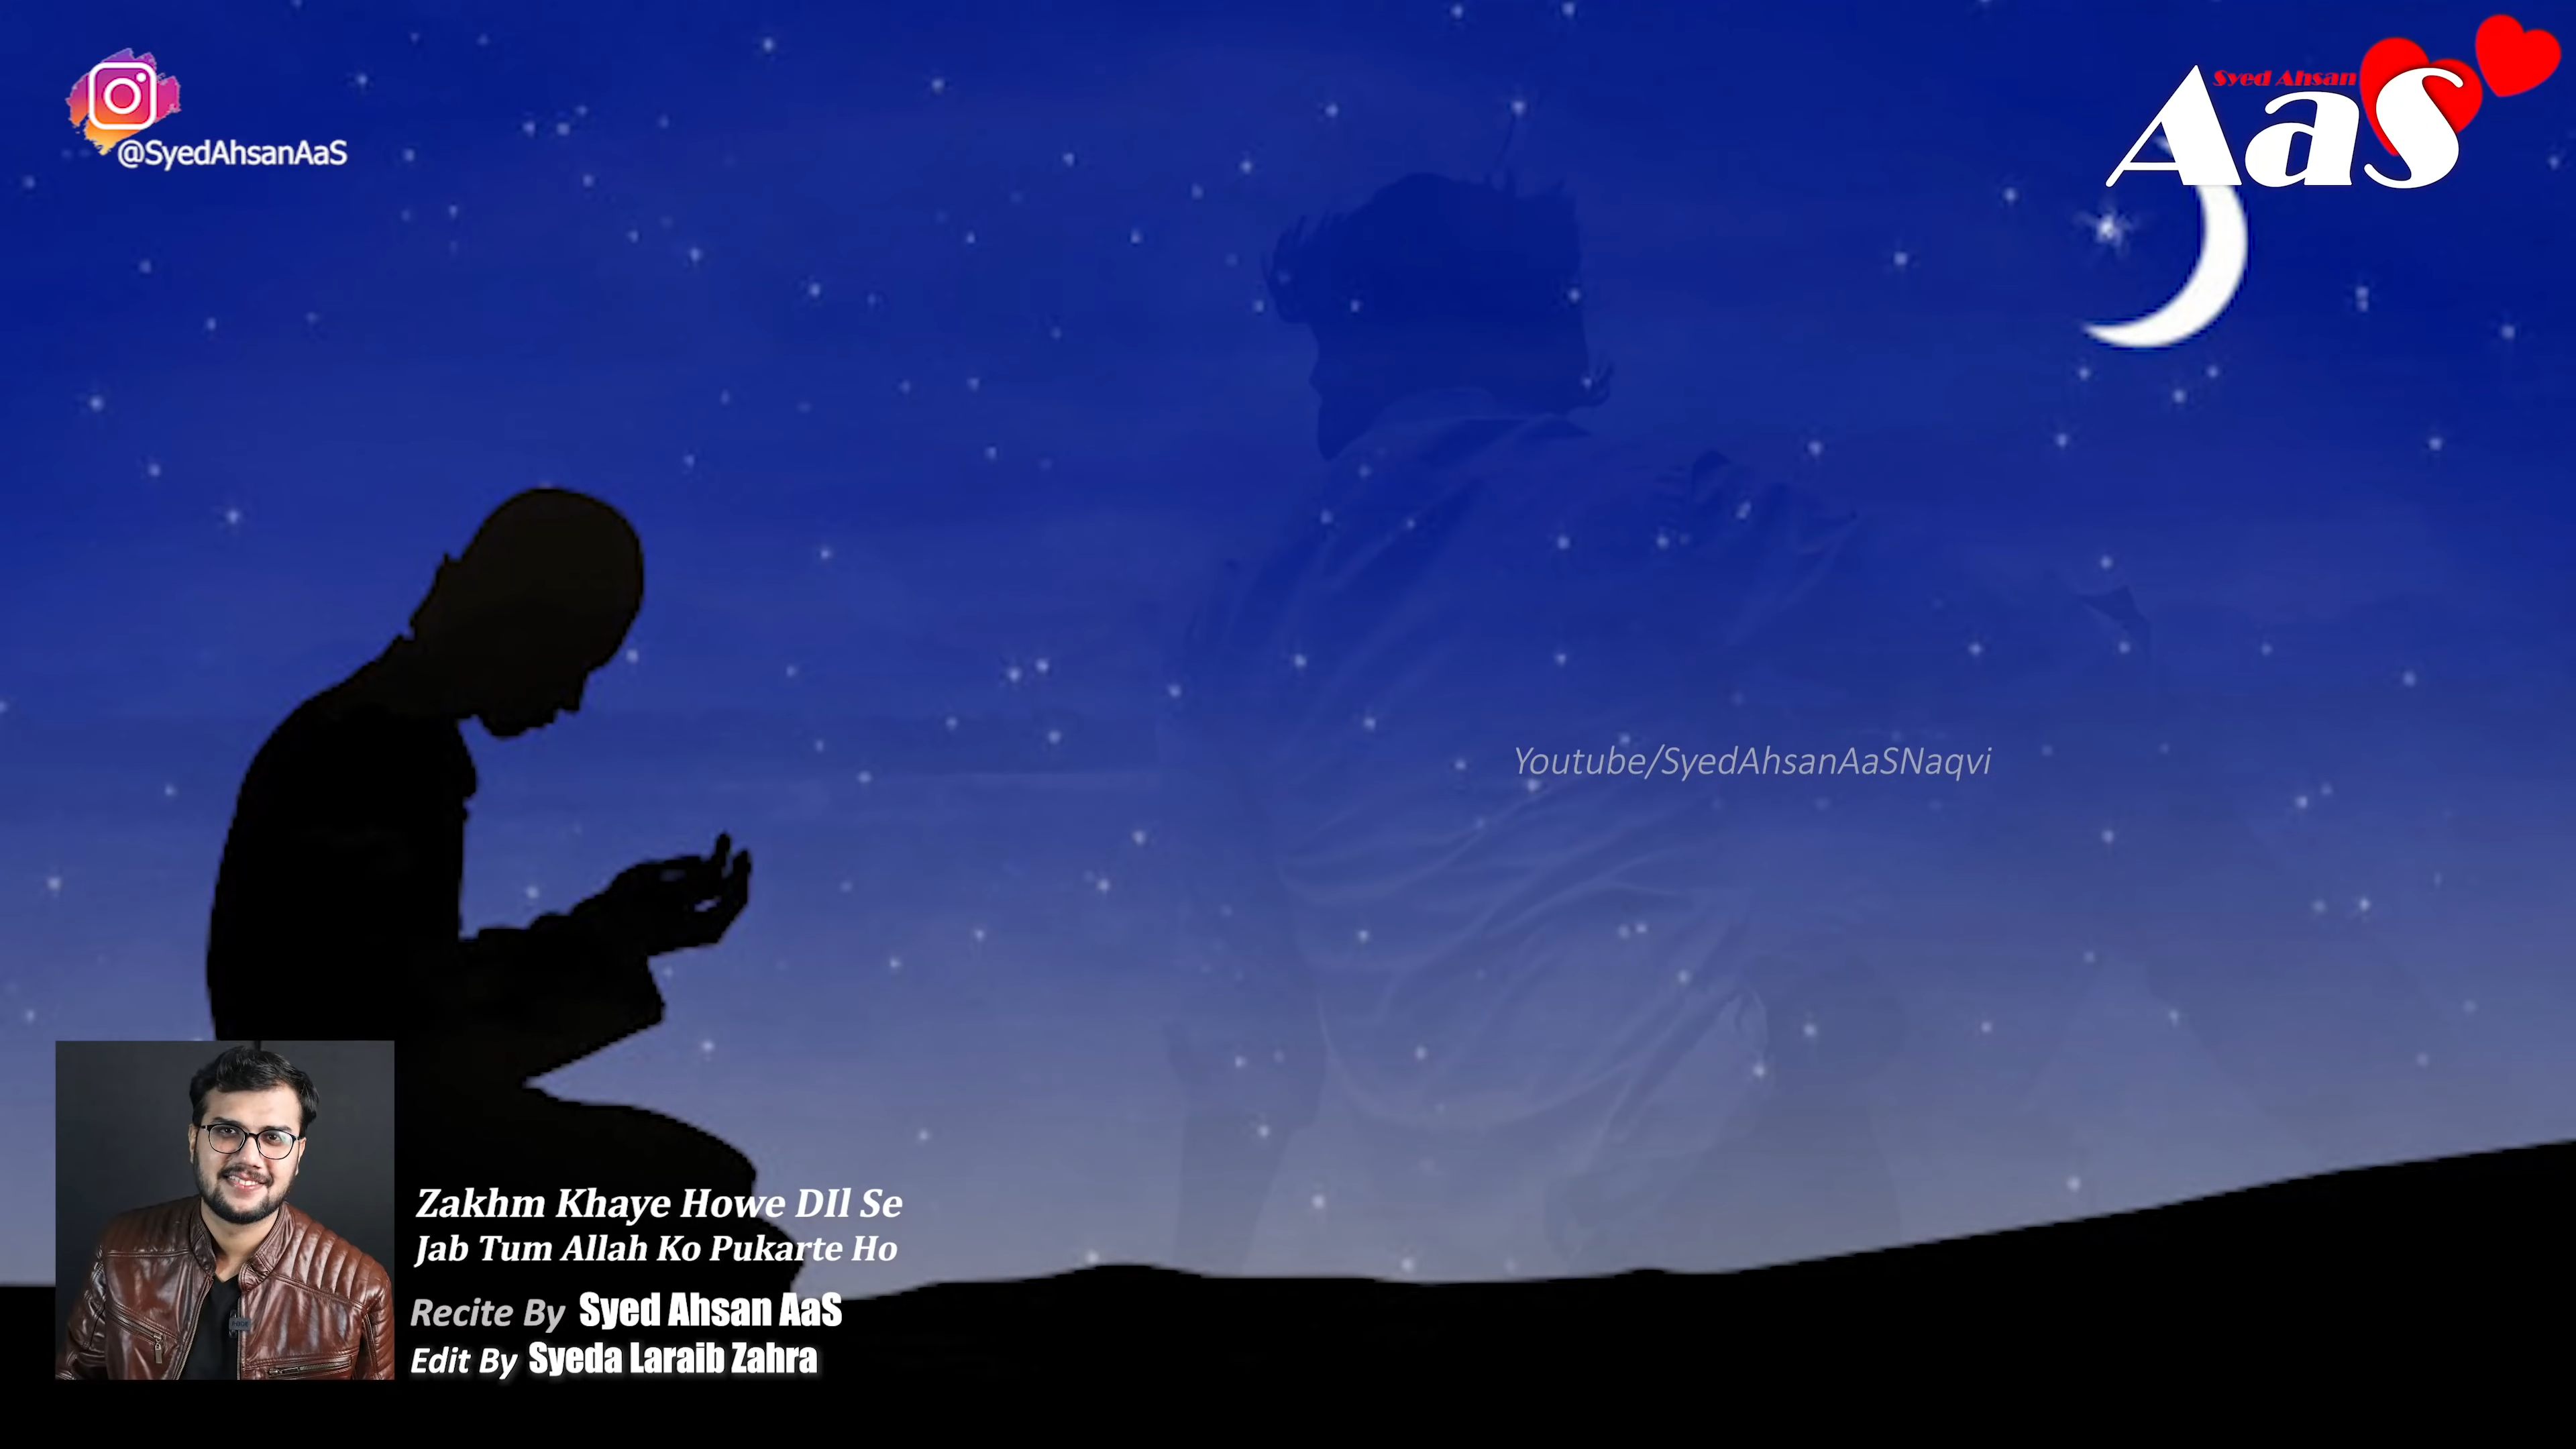 @SyedAhsanAaS
Syed Ahsan
AaS
Youtube/SyedAhsanAaSNaqvi
Zakhm Khaye Howe DIl Se
Jab Tum Allah Ko Pukarte Ho
Recite By Syed Ahsan AaS
Edit By Syeda Laraib Zahra